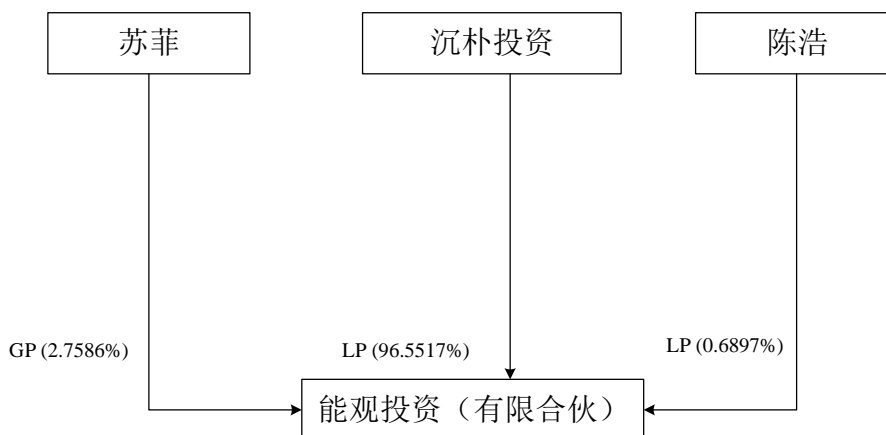 苏菲
沉朴投资
陈浩
GP (2.7586%)
LP (96.5517%)
LP (0.6897%)
能观投资（有限合伙）